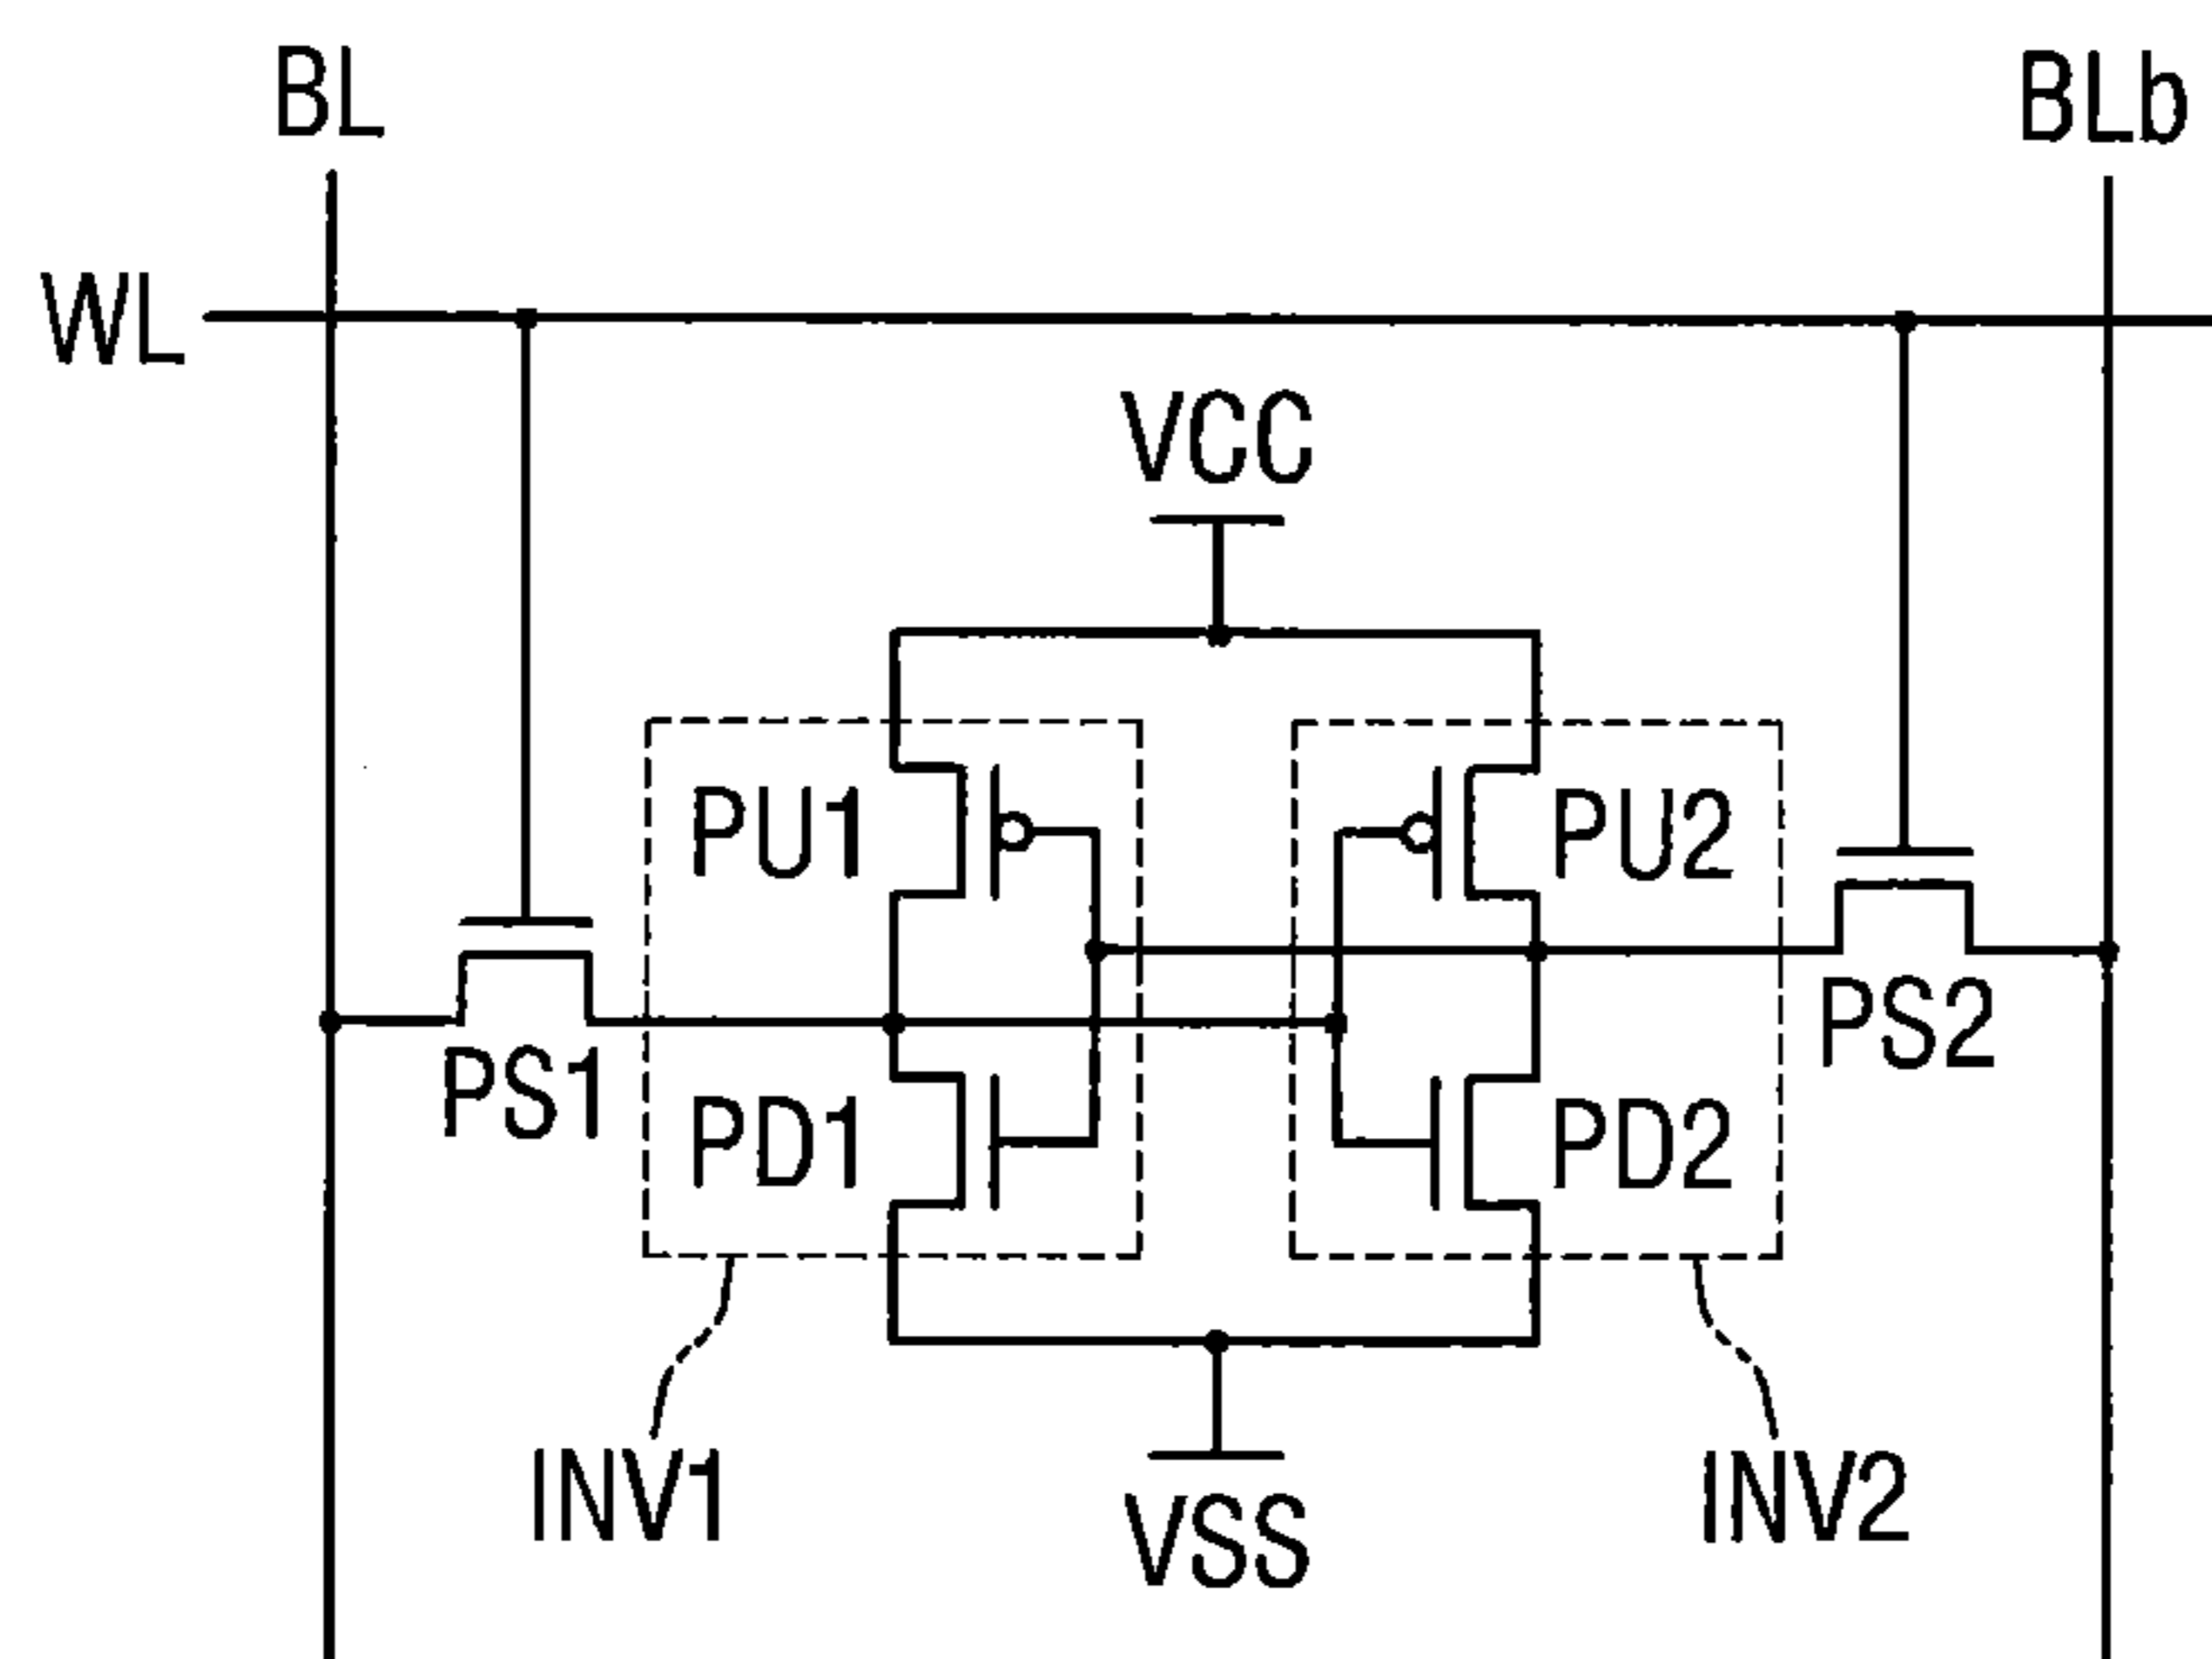 BL
BLb
WL
VCC
PU1
PU2
PS1
PS2
PD1
PD2
INV1
INV2
VSS